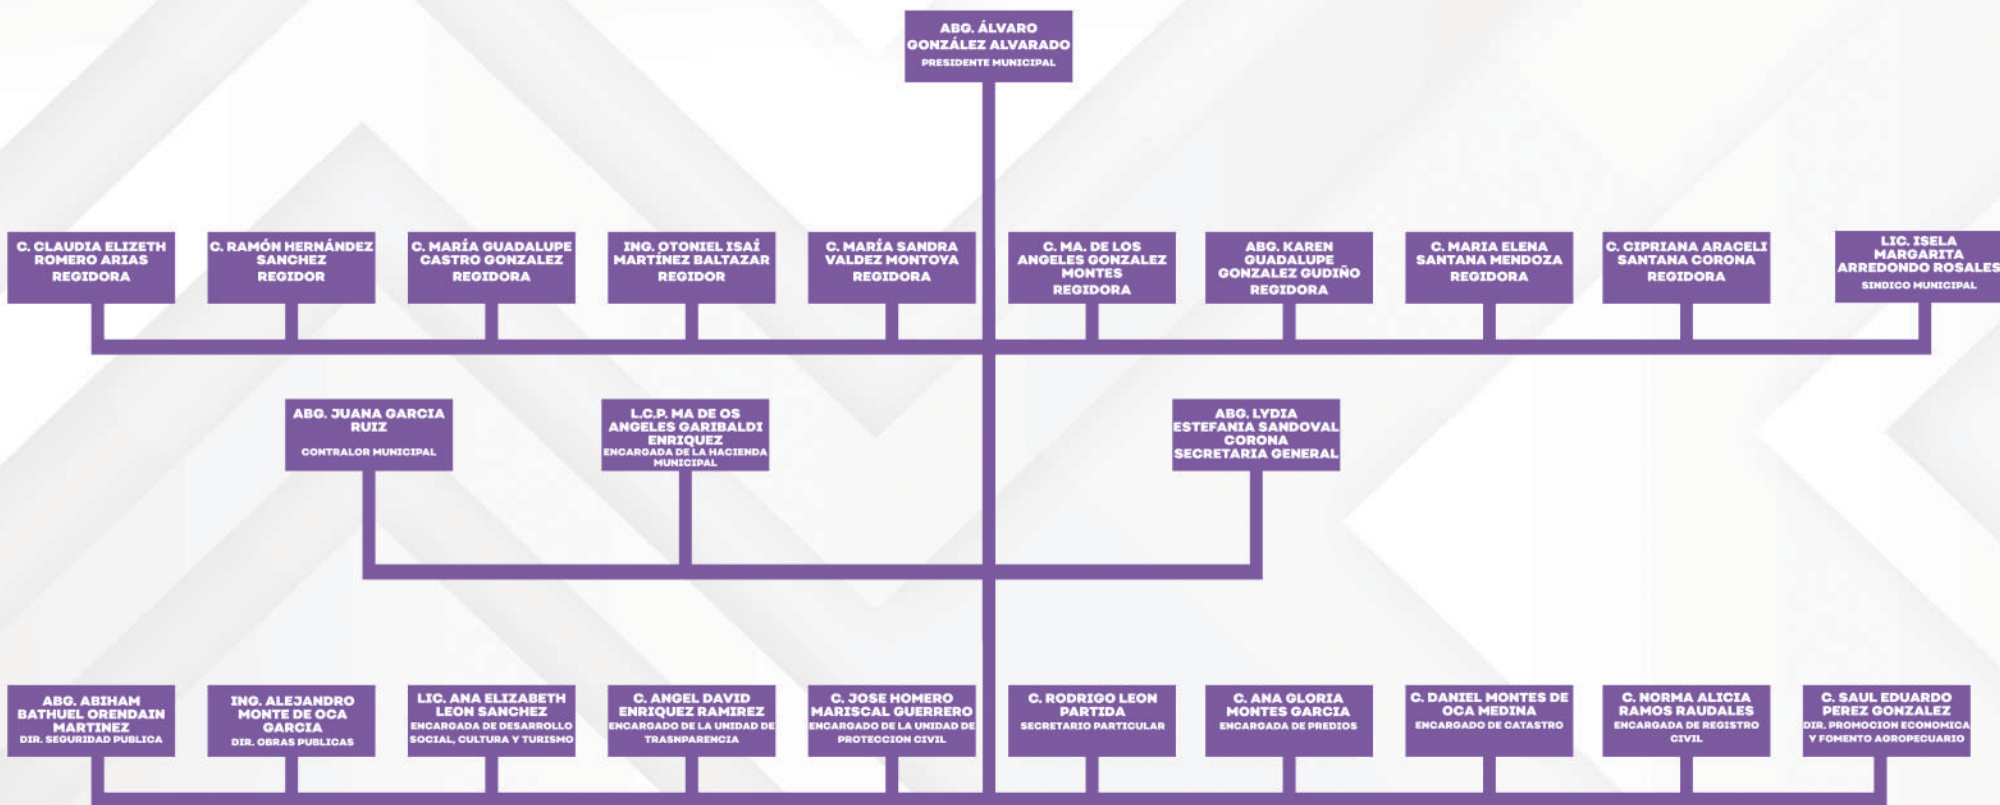 ABG. ÁLVARO
GONZÁLEZ ALVARADO
PRESIDENTE MUNICIPAL
C. CLAUDIA ELIZETH
ROMERO ARIAS
REGIDORA
C. RAMÓN HERNÁNDEZ
SANCHEZ
REGIDOR
C. MARÍA GUADALUPE
CASTRO GONZALEZ
REGIDORA
ING. OTONIEL ISAÍ
MARTÍNEZ BALTAZAR
REGIDOR
C. MARÍA SANDRA
VALDEZ MONTOYA
REGIDORA
C. MA. DE LOS
ANGELES GONZALEZ
MONTES
REGIDORA
ABG. KAREN
GUADALUPE
GONZALEZ GUDIÑO
REGIDORA
C. MARIA ELENA
SANTANA MENDOZA
REGIDORA
C. CIPRIANA ARACELI
SANTANA CORONA
REGIDORA
LIC. ISELA
MARGARITA
ARREDONDO ROSALES
SINDICO MUNICIPAL
ABG. JUANA GARCIA
RUIZ
CONTRALOR MUNICIPAL
L.C.P. MA DE OS
ANGELES GARIBALDI
ENRIQUEZ
ENCARGADA DE LA HACIENDA
MUNICIPAL
ABG. LYDIA
ESTEFANIA SANDOVAL
CORONA
SECRETARIA GENERAL
ABG. ABIHAM
BATHUEL ORENDAIN
MARTINEZ
DIR. SEGURIDAD PUBLICA
ING. ALEJANDRO
MONTE DE OCA
GARCIA
DIR. OBRAS PUBLICAS
LIC. ANA ELIZABETH
LEON SANCHEZ
ENCARGADA DE DESARROLLO
SOCIAL, CULTURA Y TURISMO
C. ANGEL DAVID
ENRIQUEZ RAMIREZ
ENCARGADO DE LA UNIDAD DE
TRASNPARENCIA
C. JOSE HOMERO
MARISCAL GUERRERO
ENCARGADO DE LA UNIDAD DE
PROTECCION CIVIL
C. RODRIGO LEON
PARTIDA
SECRETARIO PARTICULAR
C. ANA GLORIA
MONTES GARCIA
ENCARGADA DE PREDIOS
C. DANIEL MONTES DE
OCA MEDINA
ENCARGADO DE CATASTRO
C. NORMA ALICIA
RAMOS RAUDALES
ENCARGADA DE REGISTRO
CIVIL
C. SAUL EDUARDO
PEREZ GONZALEZ
DIR. PROMOCION ECONOMICA
Y FOMENTO AGROPECUARIO